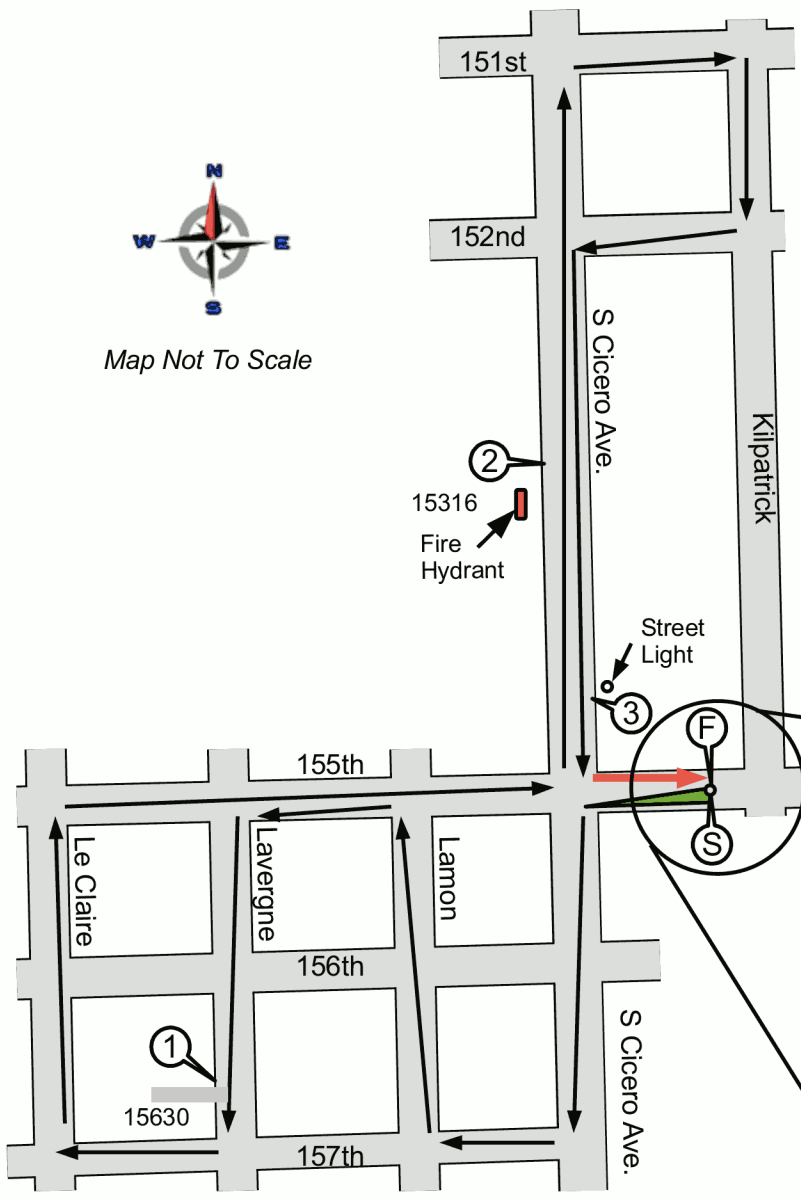 151st
N
W
E
152nd
S
S Cicero Ave.
Map Not To Scale
Kilpatrick
2
15316
Fire
Hydrant
Street
Light
3
F
155th
S
Le Claire
Lavergne
Lamon
156th
S Cicero Ave.
1
15630
157th